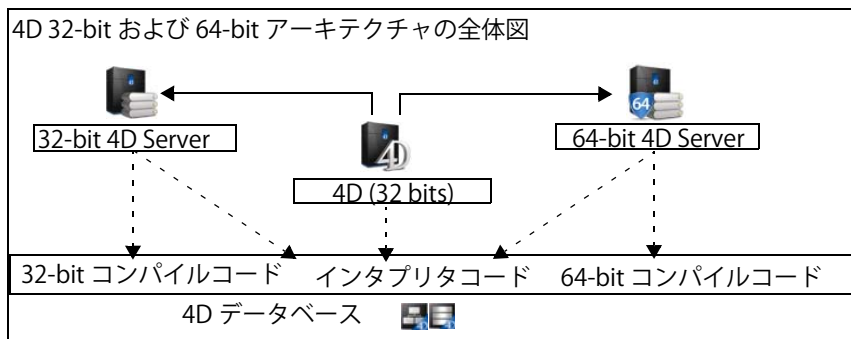 4D 32-bit および 64-bit アーキテクチャの全体図
64
32-bit 4D Server
64-bit 4D Server
4D
4D (32 bits)
32-bit コンパイルコード インタプリタコード 64-bit コンパイルコード
4D データベース